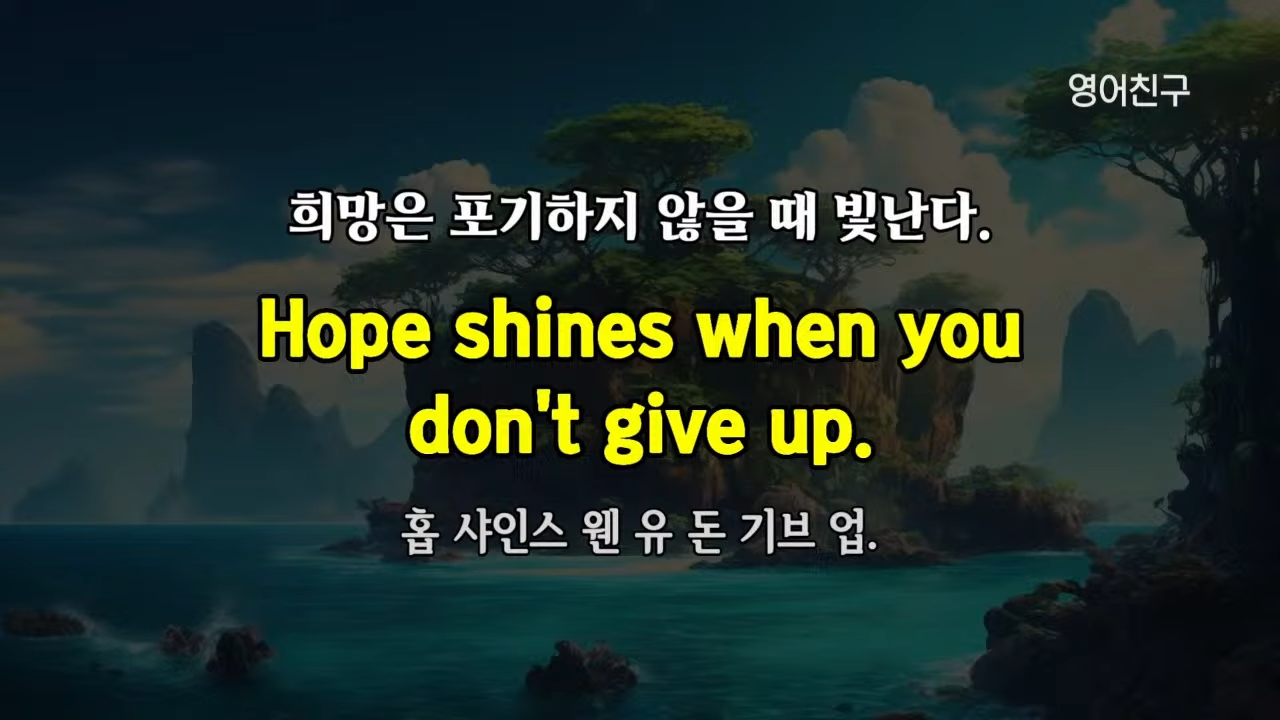 영어친구
희망은 포기하지 않을 때 빛난다.
Hope shines when you
don't give up.
홉 샤인스 웬 유 돈 기브 업.